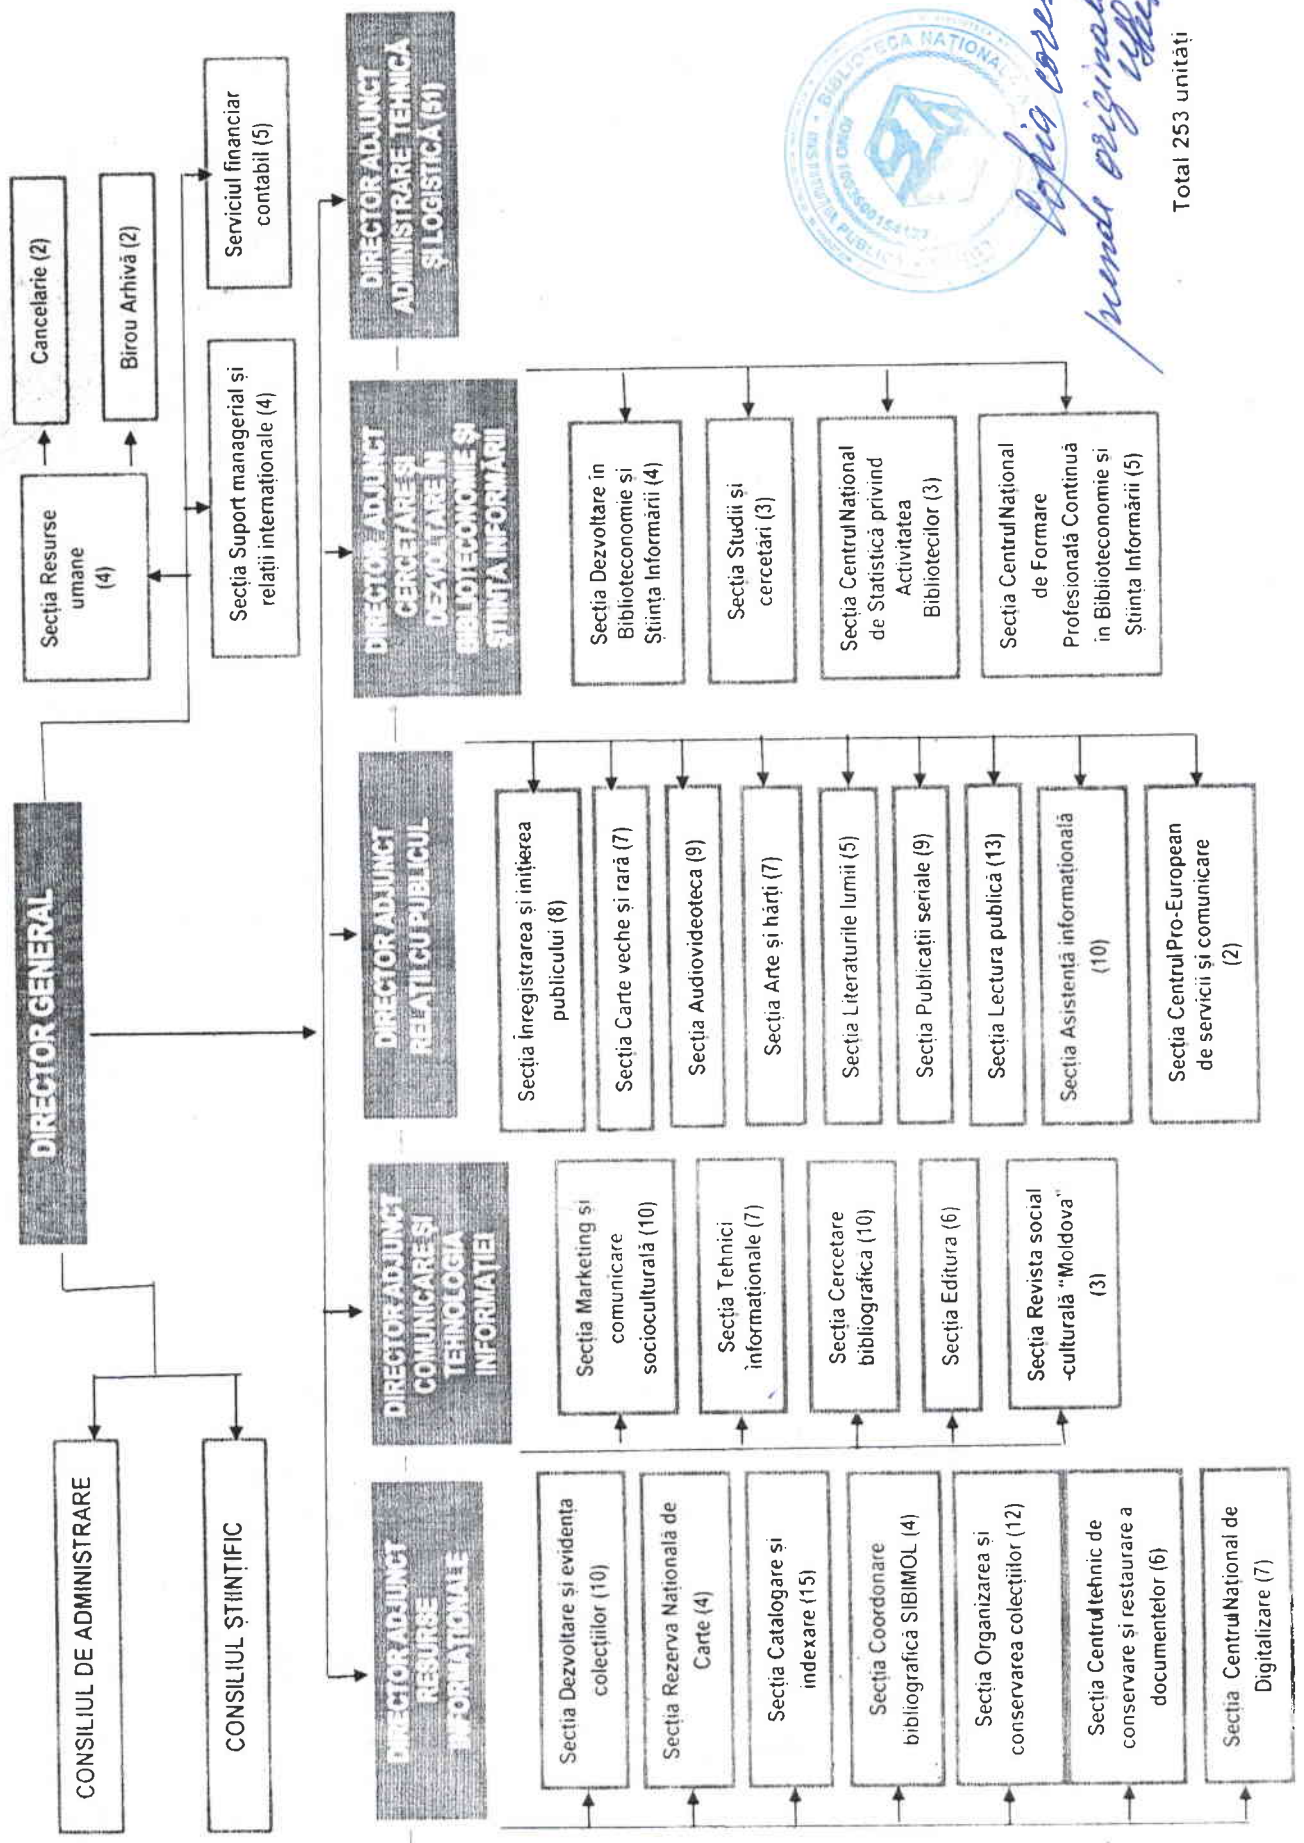 DIRECTOR GENERAL
CONSILIUL DE ADMINISTRARE
CONSILIUL ȘTIINȚIFIC
Secția Resurse
umane
(4)
Cancelarie (2)
Birou Arhivă (2)
Secția Suport managerial și
relații internaționale (4)
Serviciul financiar
contabil (5)
DIRECTOR ADJUNCT
RESURSE
INFORMAȚIONALE
Sectia Dezvoltare și evidența
colecțiilor (10)
Secția Rezerva Națională de
Carte (4)
Secția Catalogare și
indexare (15)
Secția Coordonare
bibliografică SIBIMOL (4)
Secția Organizarea și
conservarea colecțiilor (12)
Secția Centrul tehnic de
conservare și restaurare a
documentelor (6)
Secția Centrul Național de
Digitalizare (7)
DIRECTOR ADJUNCT
COMUNICARE ȘI
TEHNOLOGIA
INFORMAȚIEI
Secția Marketing și
comunicare
socioculturală (10)
Secția Tehnici
informaționale (7)
Secția Cercetare
bibliografica (10)
Secția Editura (6)
Secția Revista social
-culturală “Moldova”
(3)
DIRECTOR ADJUNCT
RELAȚII CU PUBLICUL
Secția Înregistrarea și inițierea
publicului (8)
Secția Carte veche și rară (7)
Secția Audiovideoteca (9)
Secția Arte și hărți (7)
Secția Literaturile lumii (5)
Secția Publicații seriale (9)
Secția Lectura publică (13)
Secția Asistență informațională
(10)
Secția Centrul Pro-European
de servicii și comunicare
(2)
DIRECTOR ADJUNCT
CERCETARE ȘI
DEZVOLTARE ÎN
BIBLIOTECONOMIE ȘI
ȘTIINȚA INFORMĂRII
Secția Dezvoltare in
Biblioteconomie și
Știința Informării (4)
Secția Studii și
cercetări (3)
Secția Centrul Național
de Statistică privind
Activitatea
Bibliotecilor (3)
Secția Centrul Național
de Formare
Profesională Continuă
in Biblioteconomie și
Știința Informării (5)
DIRECTOR ADJUNCT
ADMINISTRARE TEHNICĂ
ȘI LOGISTICĂ (51)
BIBLIOTECA NAȚIONALĂ
PUBLICĂ
Copia cores
punde originalu
Total 253 unități